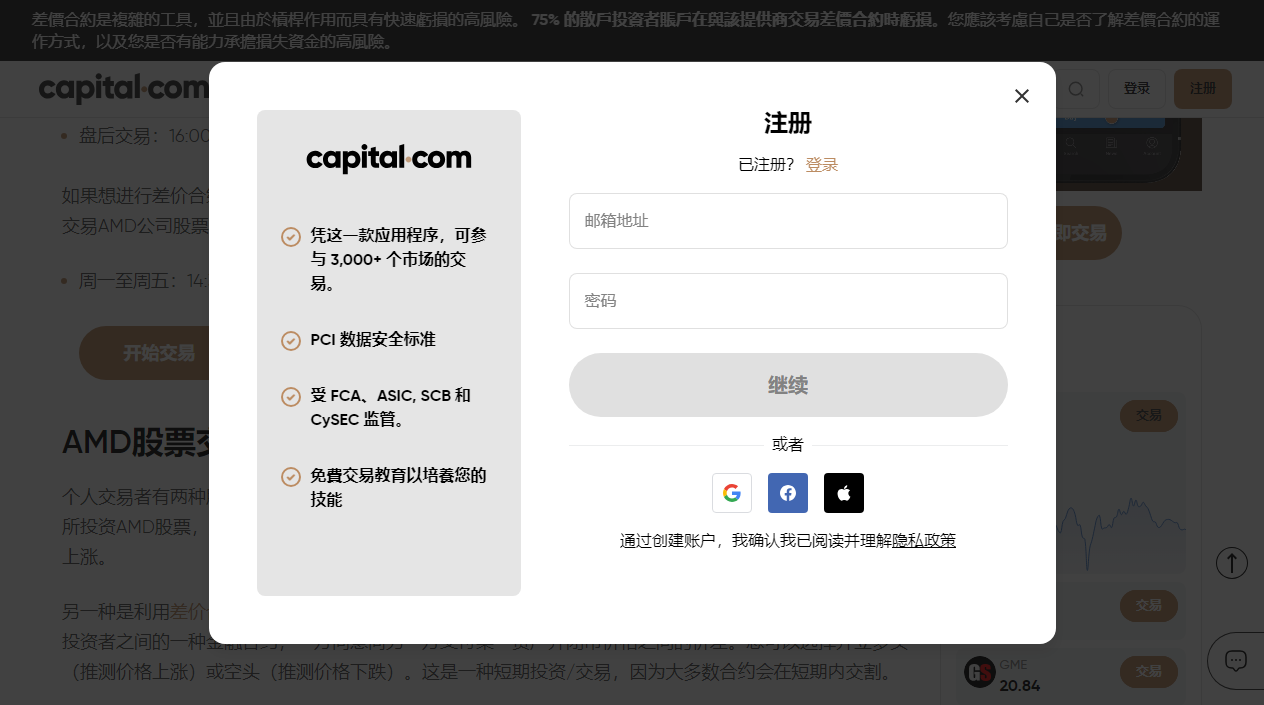 差價合約是複雜的工具，並且由於槓桿作用而具有快速虧損的高風險。 75% 的散戶投資者賬戶在與該提供商交易差價合約時虧損。您應該考慮自己是否了解差價合約的運
作方式，以及您是否有能力承擔損失資金的高風險。
capital.com
登录
注册
盘后交易：16:00
如果想进行差价合
交易AMD公司股票
周一至周五：14:
开始交易
即交易
AMD股票交
个人交易者有两种
所投资AMD股票，
上涨。
另一种是利用差价
投资者之间的一种金融合约，
（推测价格上涨）或空头（推测价格下跌）。这是一种短期投资/交易，因为大多数合约会在短期内交割。
capital.com
凭这一款应用程序，可参
与 3,000+ 个市场的交
易。
PCI 数据安全标准
受 FCA、ASIC, SCB 和
CySEC 监管。
免費交易教育以培養您的
技能
注册
已注册？ 登录
邮箱地址
密码
继续
或者
通过创建账户，我确认我已阅读并理解隐私政策
交易
交易
GS
GME
20.84
交易